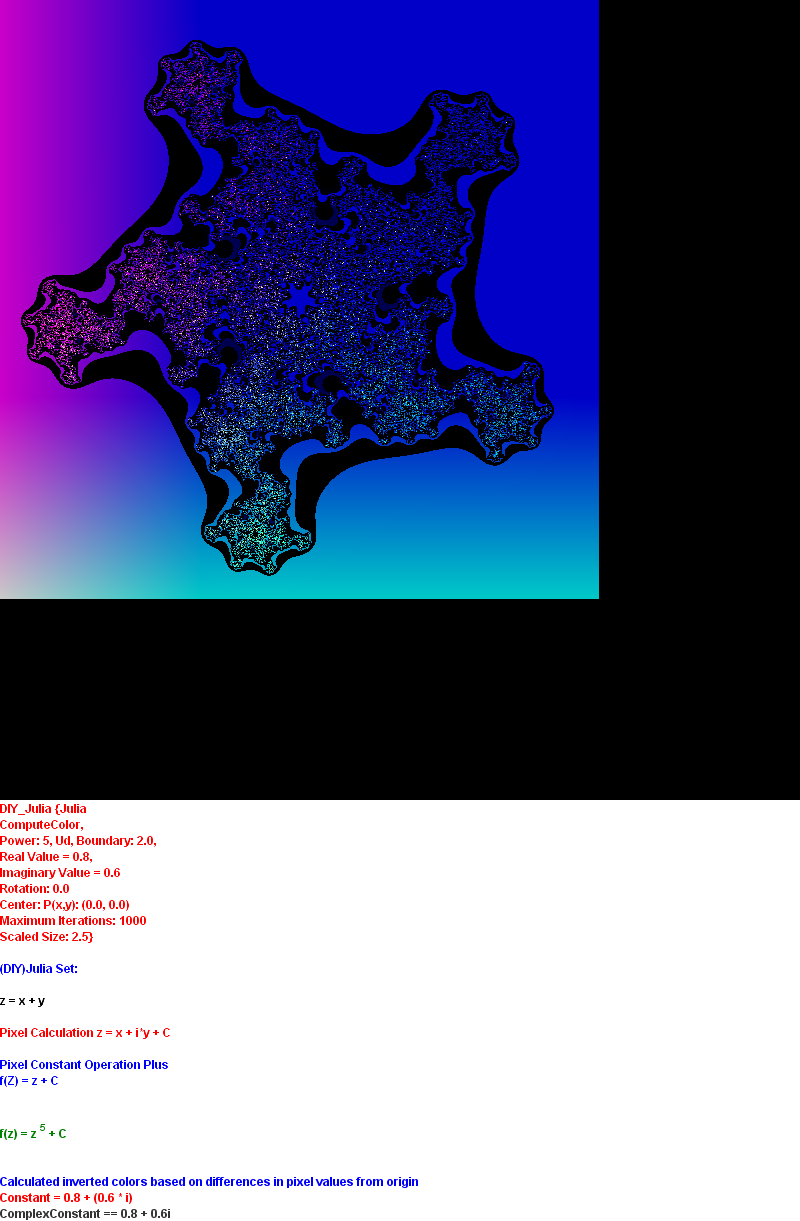 DIY_Julia {Julia
ComputeColor,
Power: 5, Ud, Boundary: 2.0,
Real Value = 0.8,
Imaginary Value = 0.6
Rotation: 0.0
Center: P(x,y): (0.0, 0.0)
Maximum Iterations: 1000
Scaled Size: 2.5}
(DIY)Julia Set:
z = x + y
Pixel Calculation z = x + i*y + C
Pixel Constant Operation Plus
f(Z) = z + C
f(z) = z 5 + C
Calculated inverted colors based on differences in pixel values from origin
Constant = 0.8 + (0.6 * i)
ComplexConstant == 0.8 + 0.6i